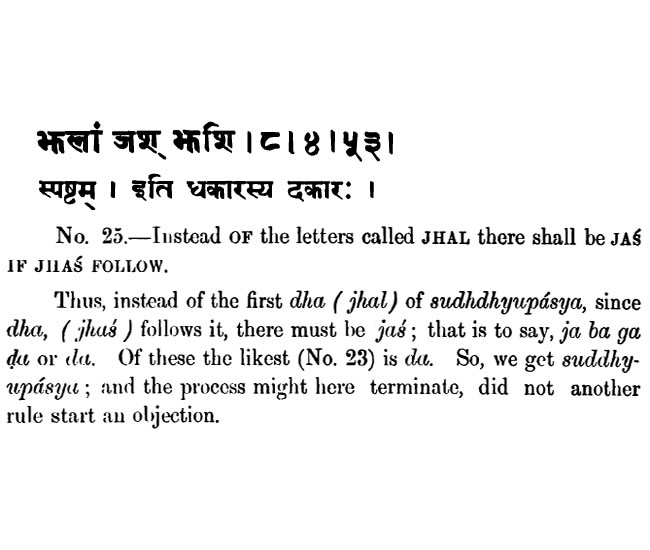 झलां जश् झशि । ८। ४ । ५३।
स्पष्टम् । इति धकारस्य दकारः ।
No. 25.—Instead OF the letters called JHAL there shall be JAŚ
IF JHAŚ FOLLOW.
Thus, instead of the first dha ( jhal) of sudhdhyupásya, since
dha, ( jhaś ) follows it, there must be jaś ; that is to say, ja ba ga
ḍa or da. Of these the likest (No. 23) is da. So, we get suddhy-
upásya ; and the process might here terminate, did not another
rule start an objection.